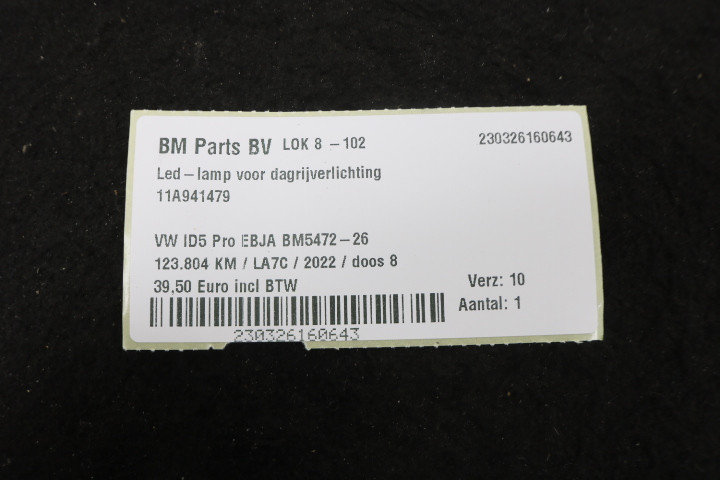 BM Parts BV LOK 8 - 102 230326160643
Led-lamp voor dagrijverlichting
11A941479
VW ID5 Pro EBJA BM5472-26
123.804 KM / LA7C / 2022 / doos 8
39,50 Euro incl BTW Verz: 10
Aantal: 1
230326160643